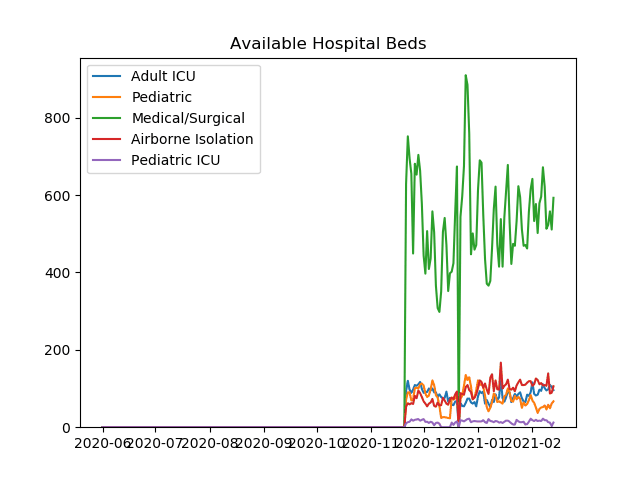 Available Hospital Beds
Adult ICU
Pediatric
Medical/Surgical
Airborne Isolation
Pediatric ICU
800
600
400
200
0
2020-06 2020-07 2020-08 2020-09 2020-10 2020-11 2020-12 2021-01 2021-02